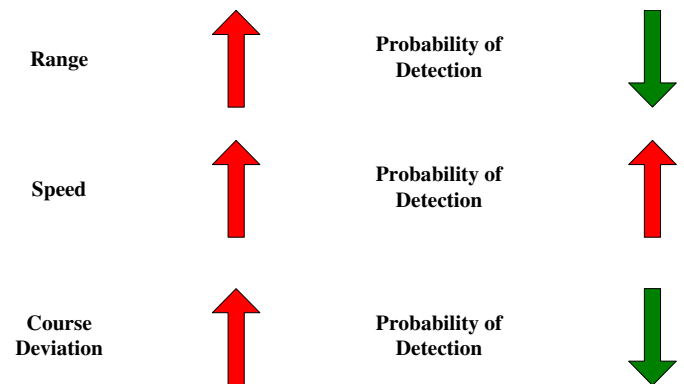 Range
Probability of
Detection
Speed
Probability of
Detection
Course
Deviation
Probability of
Detection